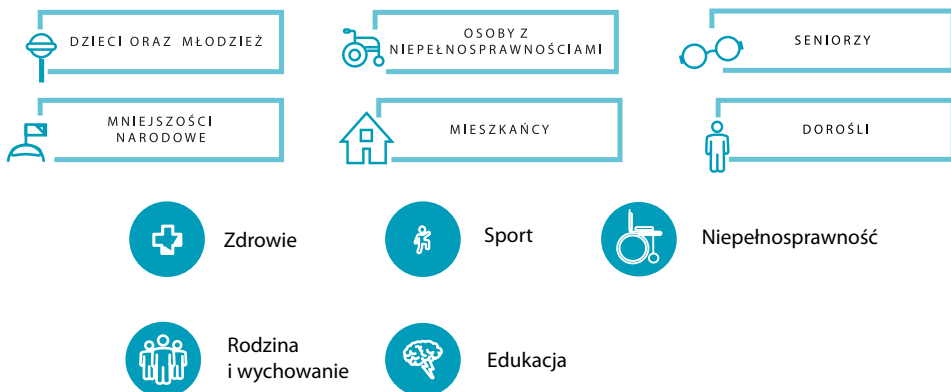 DZIECI ORAZ MŁODZIEŻ
OSOBY Z
NIEPEŁNOSPRAWNOŚCIAMI
SENIORZY
MNIEJSZOŚCI
NARODOWE
MIESZKAŃCY
DOROŚLI
Zdrowie
Sport
Niepełnosprawność
Rodzina
i wychowanie
Edukacja